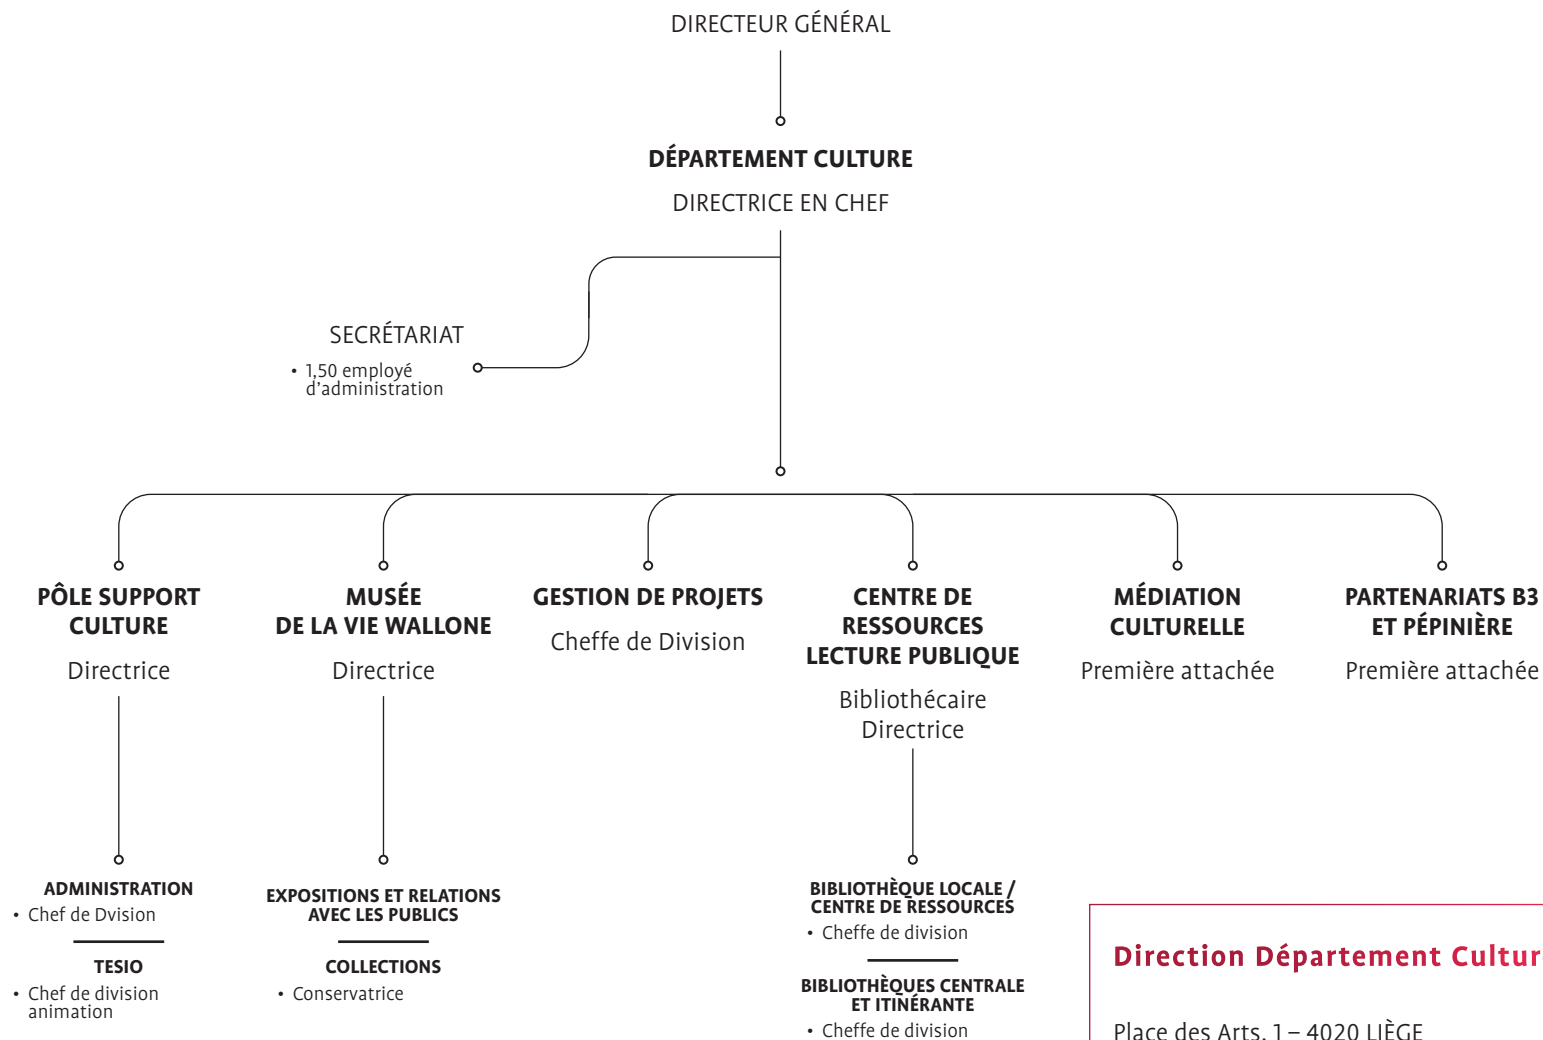 DIRECTEUR GÉNÉRAL
DÉPARTEMENT CULTURE
DIRECTRICE EN CHEF
SECRÉTARIAT
• 1,50 employé
d'administration
PÔLE SUPPORT
CULTURE
Directrice
MUSÉE
DE LA VIE WALLONE
Directrice
GESTION DE PROJETS
Cheffe de Division
CENTRE DE
RESSOURCES
LECTURE PUBLIQUE
Bibliothécaire
Directrice
MÉDIATION
CULTURELLE
Première attachée
PARTENARIATS B3
ET PÉPINIÈRE
Première attachée
ADMINISTRATION
• Chef de Dvision
TESIO
• Chef de division
animation
EXPOSITIONS ET RELATIONS
AVEC LES PUBLICS
COLLECTIONS
• Conservatrice
BIBLIOTHÈQUE LOCALE /
CENTRE DE RESSOURCES
• Cheffe de division
BIBLIOTHÈQUES CENTRALE
ET ITINÉRANTE
• Cheffe de division
Direction Département Cultur
Place des Arts, 1 – 4020 LIÈGE